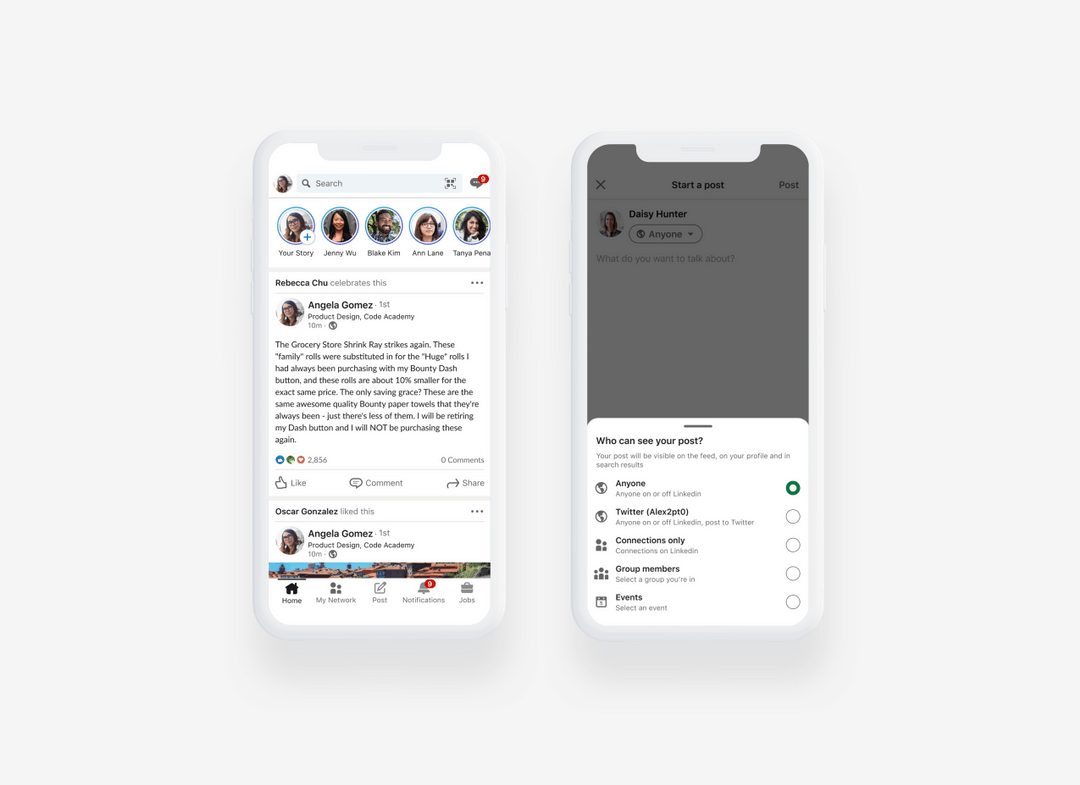 Search
9
Your Story
Jenny Wu
Blake Kim
Ann Lane
Tanya Pena
Rebecca Chu celebrates this
Angela Gomez · 1st
Product Design, Code Academy
10m ·
The Grocery Store Shrink Ray strikes again. These
"family" rolls were substituted in for the "Huge" rolls I
had always been purchasing with my Bounty Dash
button, and these rolls are about 10% smaller for the
exact same price. The only saving grace? These are the
same awesome quality Bounty paper towels that they're
always been - just there's less of them. I will be retiring
my Dash button and I will NOT be purchasing these
again.
2,856
0 Comments
Like
Comment
Share
Oscar Gonzalez liked this
Angela Gomez · 1st
Product Design, Code Academy
10m ·
9
Home
My Network
Post
Notifications
Jobs
Start a post
Post
Daisy Hunter
Anyone
What do you want to talk about?
Who can see your post?
Your post will be visible on the feed, on your profile and in
search results
Anyone
Anyone on or off Linkedin
Twitter (Alex2pt0)
Anyone on or off Linkedin, post to Twitter
Connections only
Connections on Linkedin
Group members
Select a group you're in
Events
Select an event